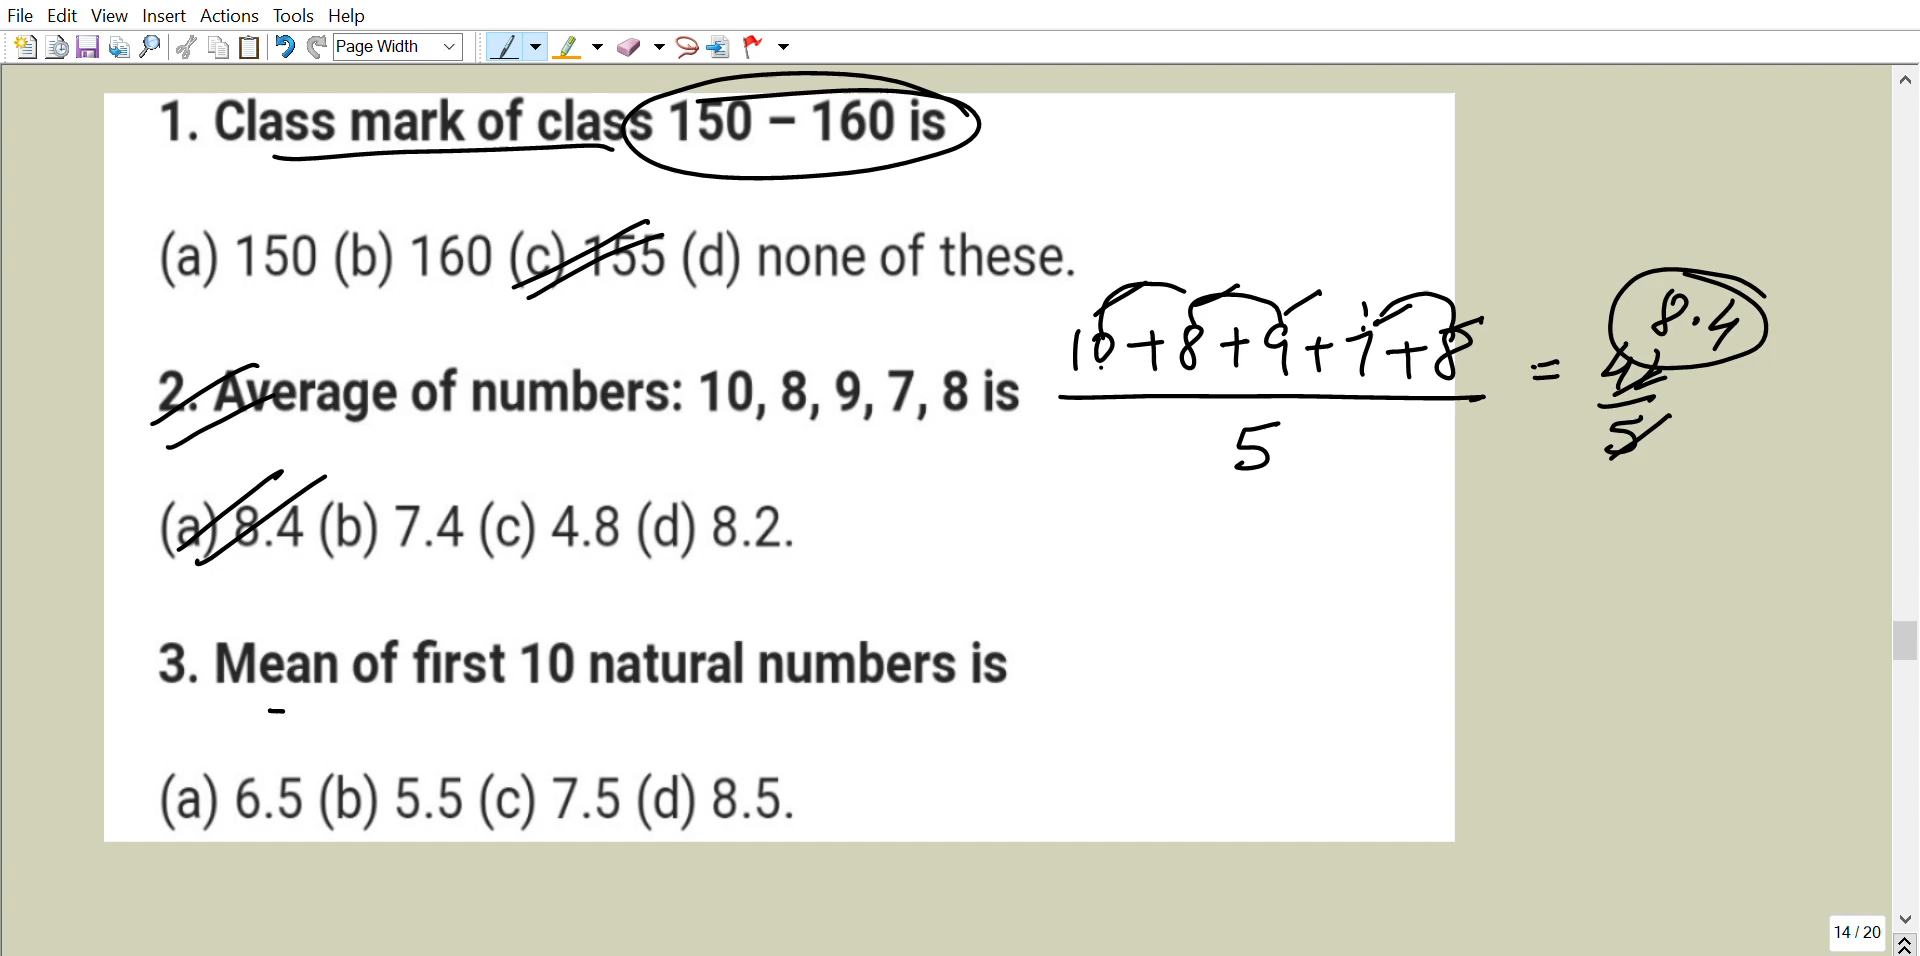 File Edit View Insert Actions Tools Help
Page Width
1. Class mark of class 150 – 160 is
(a) 150 (b) 160 (c) 155 (d) none of these.
10+8+9+7+8
5
=
42
5
8.4
2. Average of numbers: 10, 8, 9, 7, 8 is
(a) 8.4 (b) 7.4 (c) 4.8 (d) 8.2.
3. Mean of first 10 natural numbers is
(a) 6.5 (b) 5.5 (c) 7.5 (d) 8.5.
14 / 20